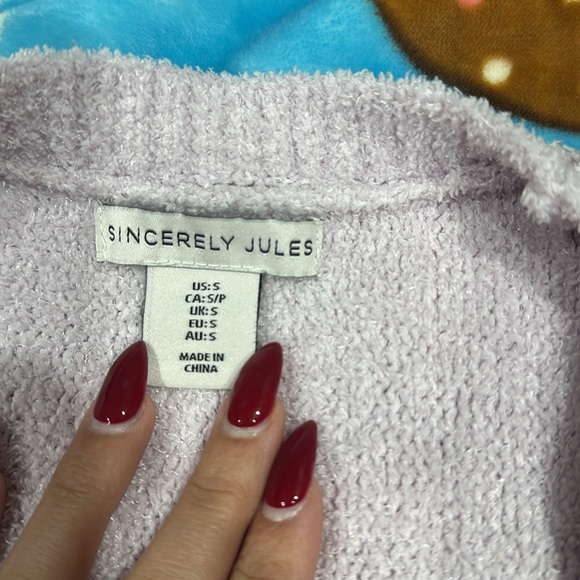 SINCERELY JULES
US: S
CA: S/P
UK: S
EU: S
AU: S
MADE IN
CHINA